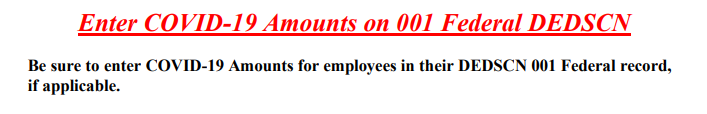 Enter COVID-19 Amounts on 001 Federal DEDSCN
Be sure to enter COVID-19 Amounts for employees in their DEDSCN 001 Federal record,
if applicable.